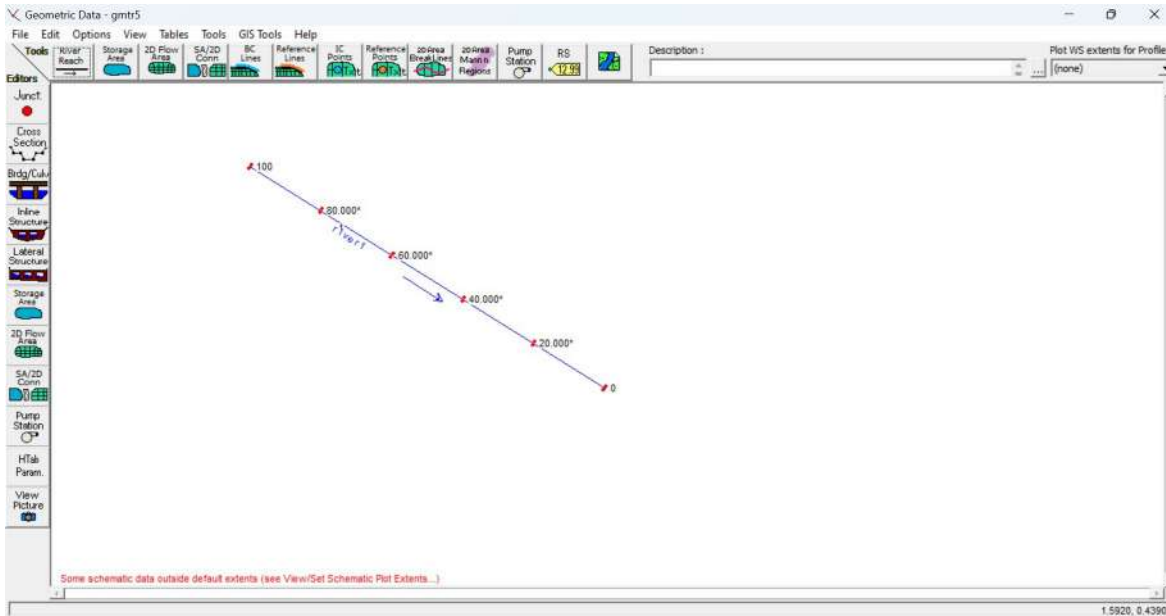 Geometric Data - gmtr5
File Edit Options View Tables Tools GIS Tools Help
Tools
Editors
River Reach
Storage Area
2D Flow Area
SA/2D Conn
BC Lines
Reference Lines
IC Points
Reference Points
2D Area BreakLines
2D Area Mann n Regions
Pump Station
RS
Description :
Plot WS extents for Profile
(none)
Junct.
Cross Section
Brdg/Culv
Inline Structure
Lateral Structure
Storage Area
2D Flow Area
SA/2D Conn
Pump Station
HTab Param.
View Picture
100
80.000*
river1
60.000*
40.000*
20.000*
0
Some schematic data outside default extents (see View/Set Schematic Plot Extents...)
1.5920, 0.4390